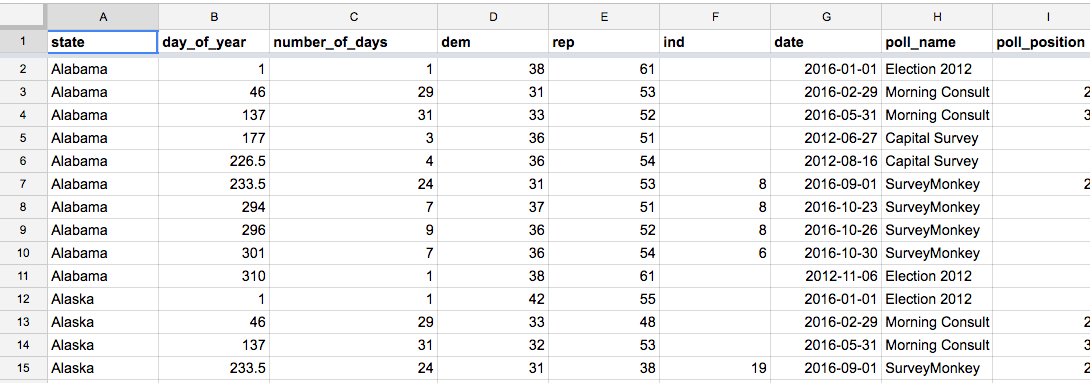 A B C D E F G H I
1 state day_of_year number_of_days dem rep ind date poll_name poll_position
2 Alabama 1 1 38 61 2016-01-01 Election 2012
3 Alabama 46 29 31 53 2016-02-29 Morning Consult 2
4 Alabama 137 31 33 52 2016-05-31 Morning Consult 3
5 Alabama 177 3 36 51 2012-06-27 Capital Survey
6 Alabama 226.5 4 36 54 2012-08-16 Capital Survey
7 Alabama 233.5 24 31 53 8 2016-09-01 SurveyMonkey 2
8 Alabama 294 7 37 51 8 2016-10-23 SurveyMonkey
9 Alabama 296 9 36 52 8 2016-10-26 SurveyMonkey
10 Alabama 301 7 36 54 6 2016-10-30 SurveyMonkey
11 Alabama 310 1 38 61 2012-11-06 Election 2012
12 Alaska 1 1 42 55 2016-01-01 Election 2012
13 Alaska 46 29 33 48 2016-02-29 Morning Consult 2
14 Alaska 137 31 32 53 2016-05-31 Morning Consult 3
15 Alaska 233.5 24 31 38 19 2016-09-01 SurveyMonkey 2